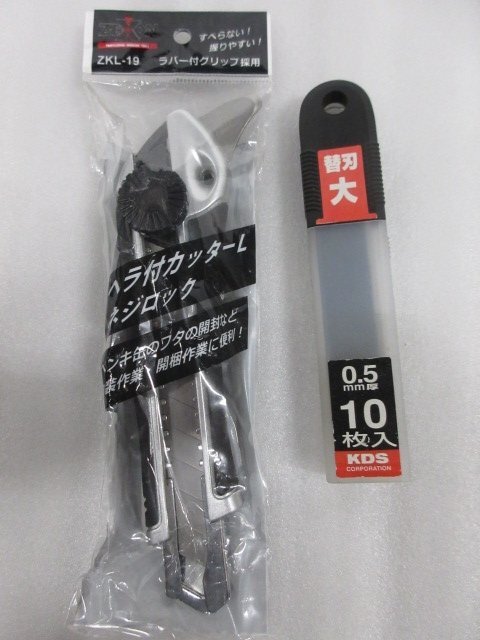 すべらない!
握りやすい!
ZKL-19 ラバー付グリップ採用
ヘラ付カッターL
ネジロック
ンキ缶のフタの開封など
装作業・開梱作業に便利!
替刃
大
0.5
mm厚
10
枚入
KDS
CORPORATION